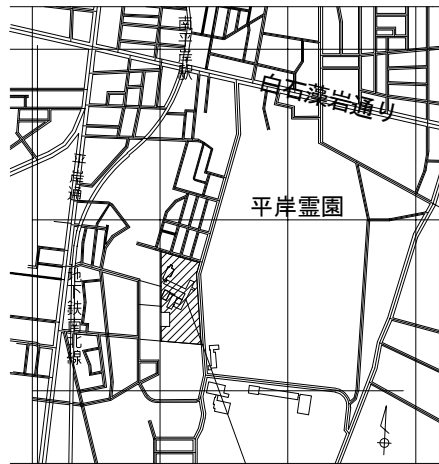 南平岸駅
白石藻岩通り
平岸通
平岸霊園
地下鉄南北線